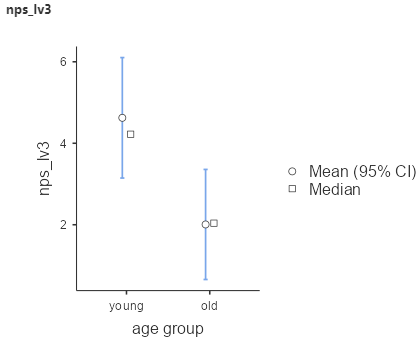 nps_lv3
6
4
2
nps_lv3
young old
age group
Mean (95% CI)
Median